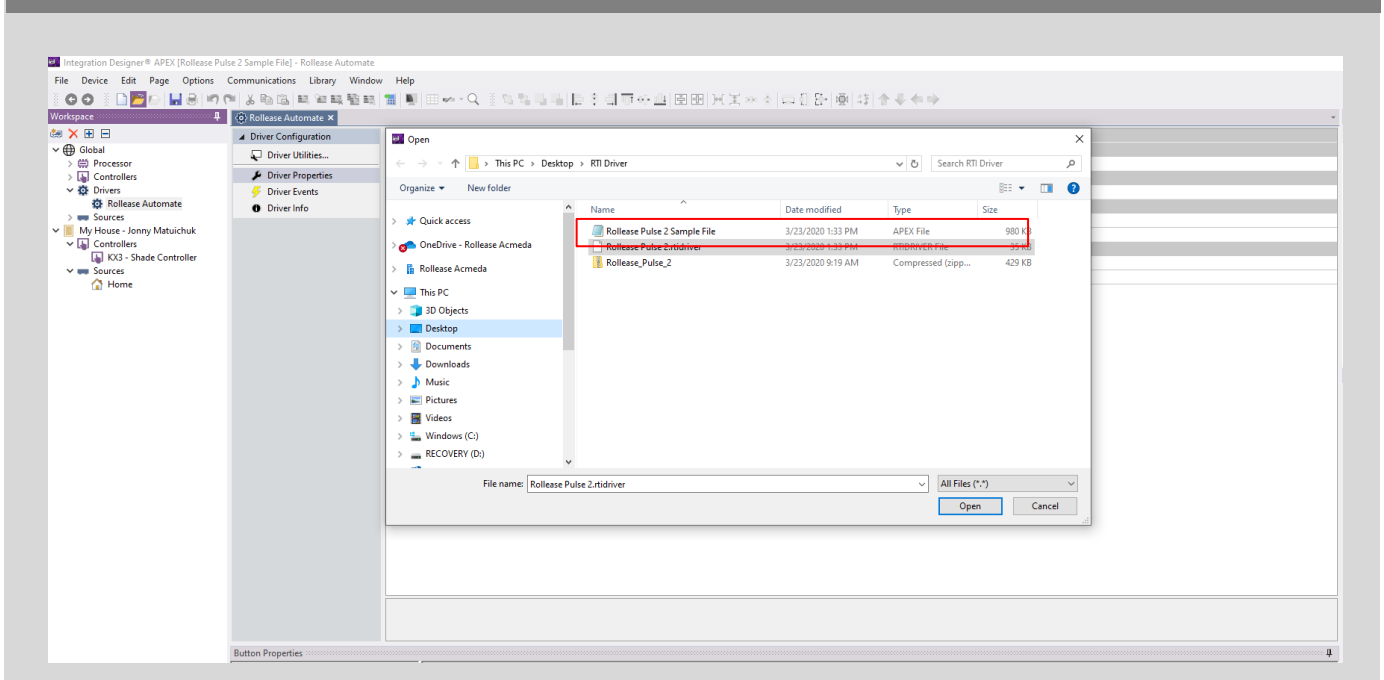 Integration Designer® APEX [Rollease Pulse 2 Sample File] - Rollease Automate
File Device Edit Page Options Communications Library Window Help
Workspace
Rollease Automate
Global
Processor
Controllers
Drivers
Rollease Automate
Sources
My House - Jonny Matuichuk
Controllers
KX3 - Shade Controller
Sources
Home
Driver Configuration
Driver Utilities...
Driver Properties
Driver Events
Driver Info
Open
This PC > Desktop > RTI Driver
Search RTI Driver
Organize New folder
Quick access
OneDrive - Rollease Acmeda
Rollease Acmeda
This PC
3D Objects
Desktop
Documents
Downloads
Music
Pictures
Videos
Windows (C:)
RECOVERY (D:)
Name Date modified Type Size
Rollease Pulse 2 Sample File 3/23/2020 1:33 PM APEX File 980 KB
Rollease Pulse 2.rtidriver 3/23/2020 1:33 PM RTIDRIVER File 35 KB
Rollease_Pulse_2 3/23/2020 9:19 AM Compressed (zipp... 429 KB
File name: Rollease Pulse 2.rtidriver
All Files (*.*)
Open Cancel
Button Properties